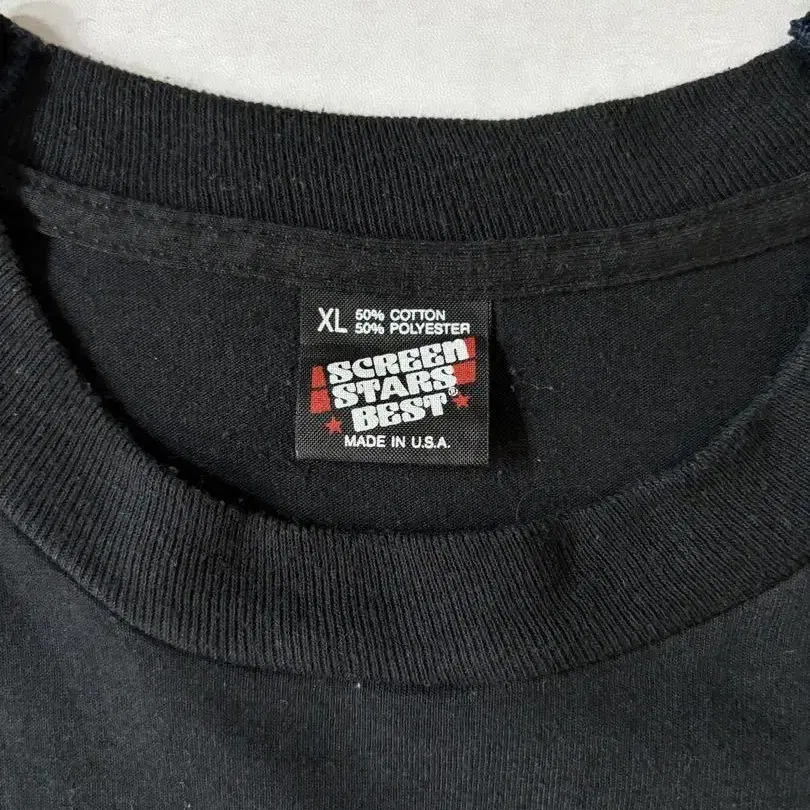 XL 50% COTTON
50% POLYESTER
SCREEN
STARS
BEST®
MADE IN U.S.A.